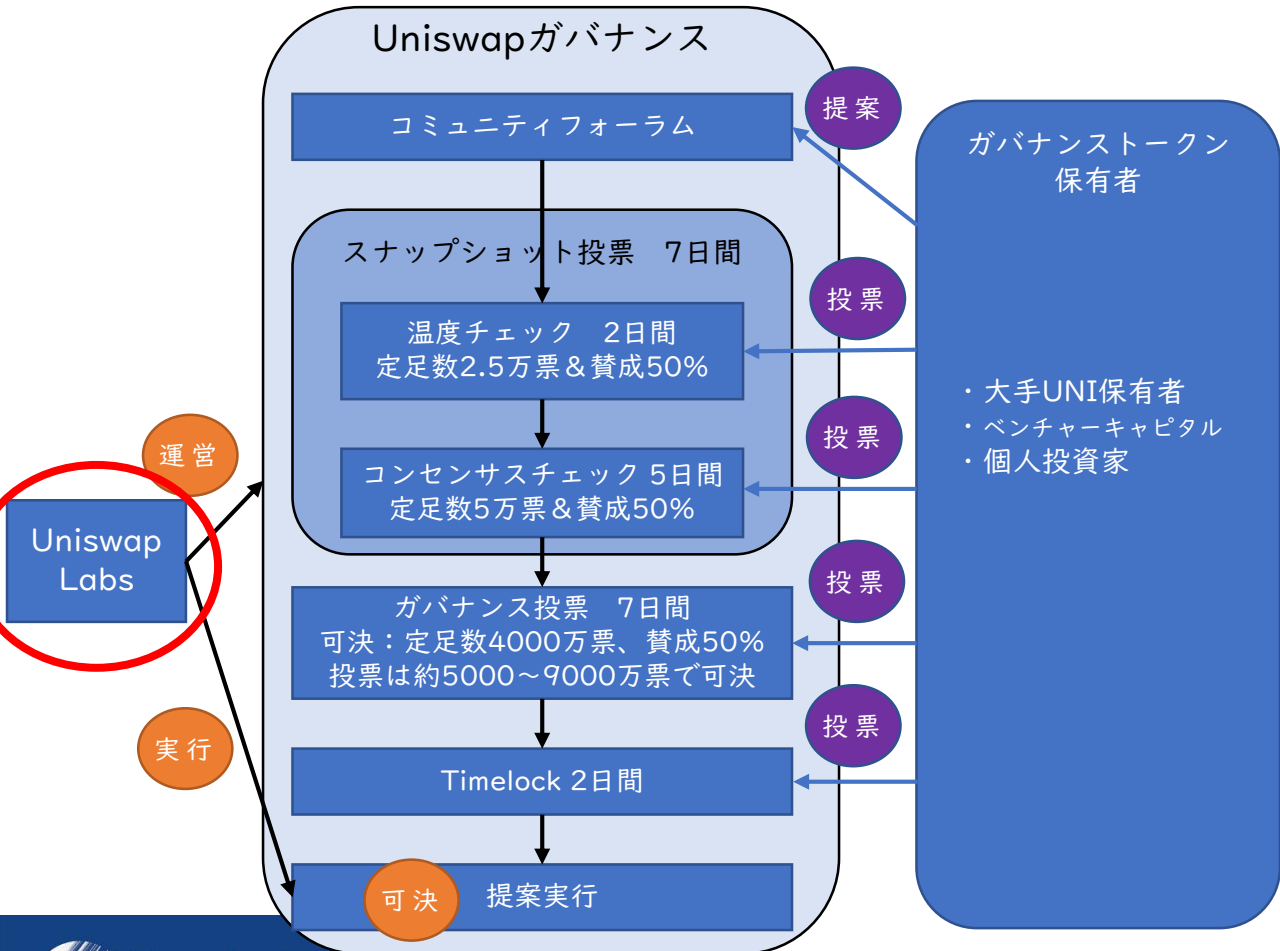 Uniswapガバナンス
コミュニティフォーラム
提案
ガバナンストークン
保有者
スナップショット投票　7日間
温度チェック　2日間
定足数2.5万票＆賛成50%
投票
・大手UNI保有者
・ベンチャーキャピタル
・個人投資家
コンセンサスチェック 5日間
定足数5万票＆賛成50%
投票
運営
Uniswap
Labs
ガバナンス投票　7日間
可決：定足数4000万票、賛成50%
投票は約5000～9000万票で可決
投票
実行
Timelock 2日間
投票
可決
提案実行